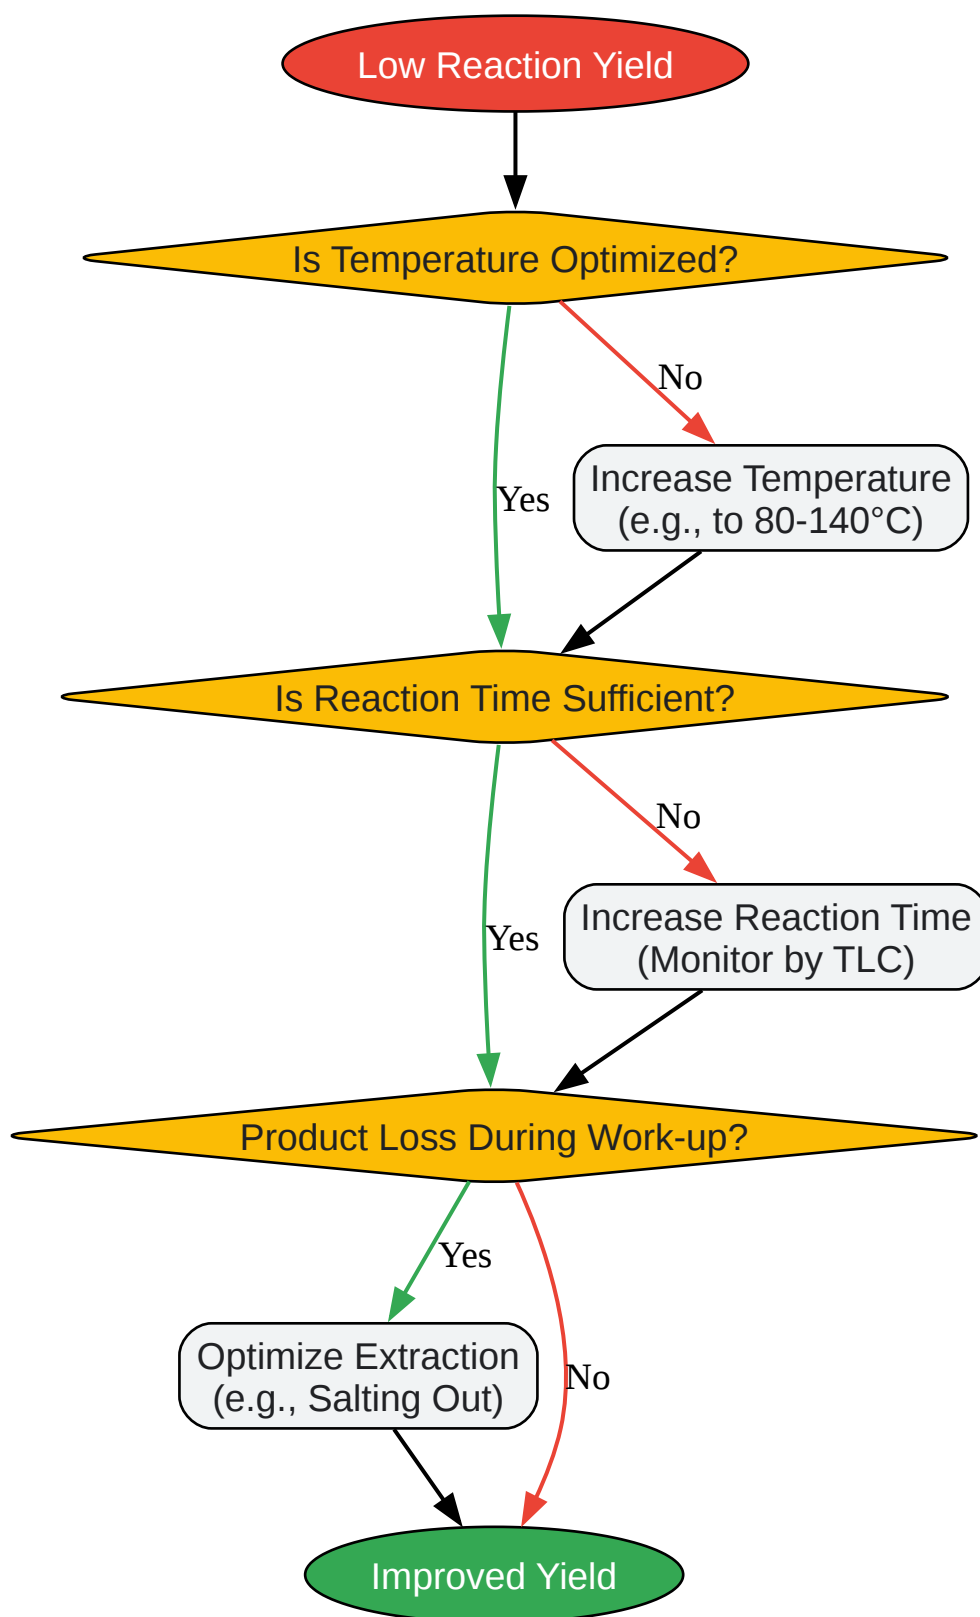 Low Reaction Yield
Is Temperature Optimized?
No
Increase Temperature
(e.g., to 80-140°C)
Yes
Is Reaction Time Sufficient?
No
Increase Reaction Time
(Monitor by TLC)
Yes
Product Loss During Work-up?
Yes
Optimize Extraction
(e.g., Salting Out)
No
Improved Yield